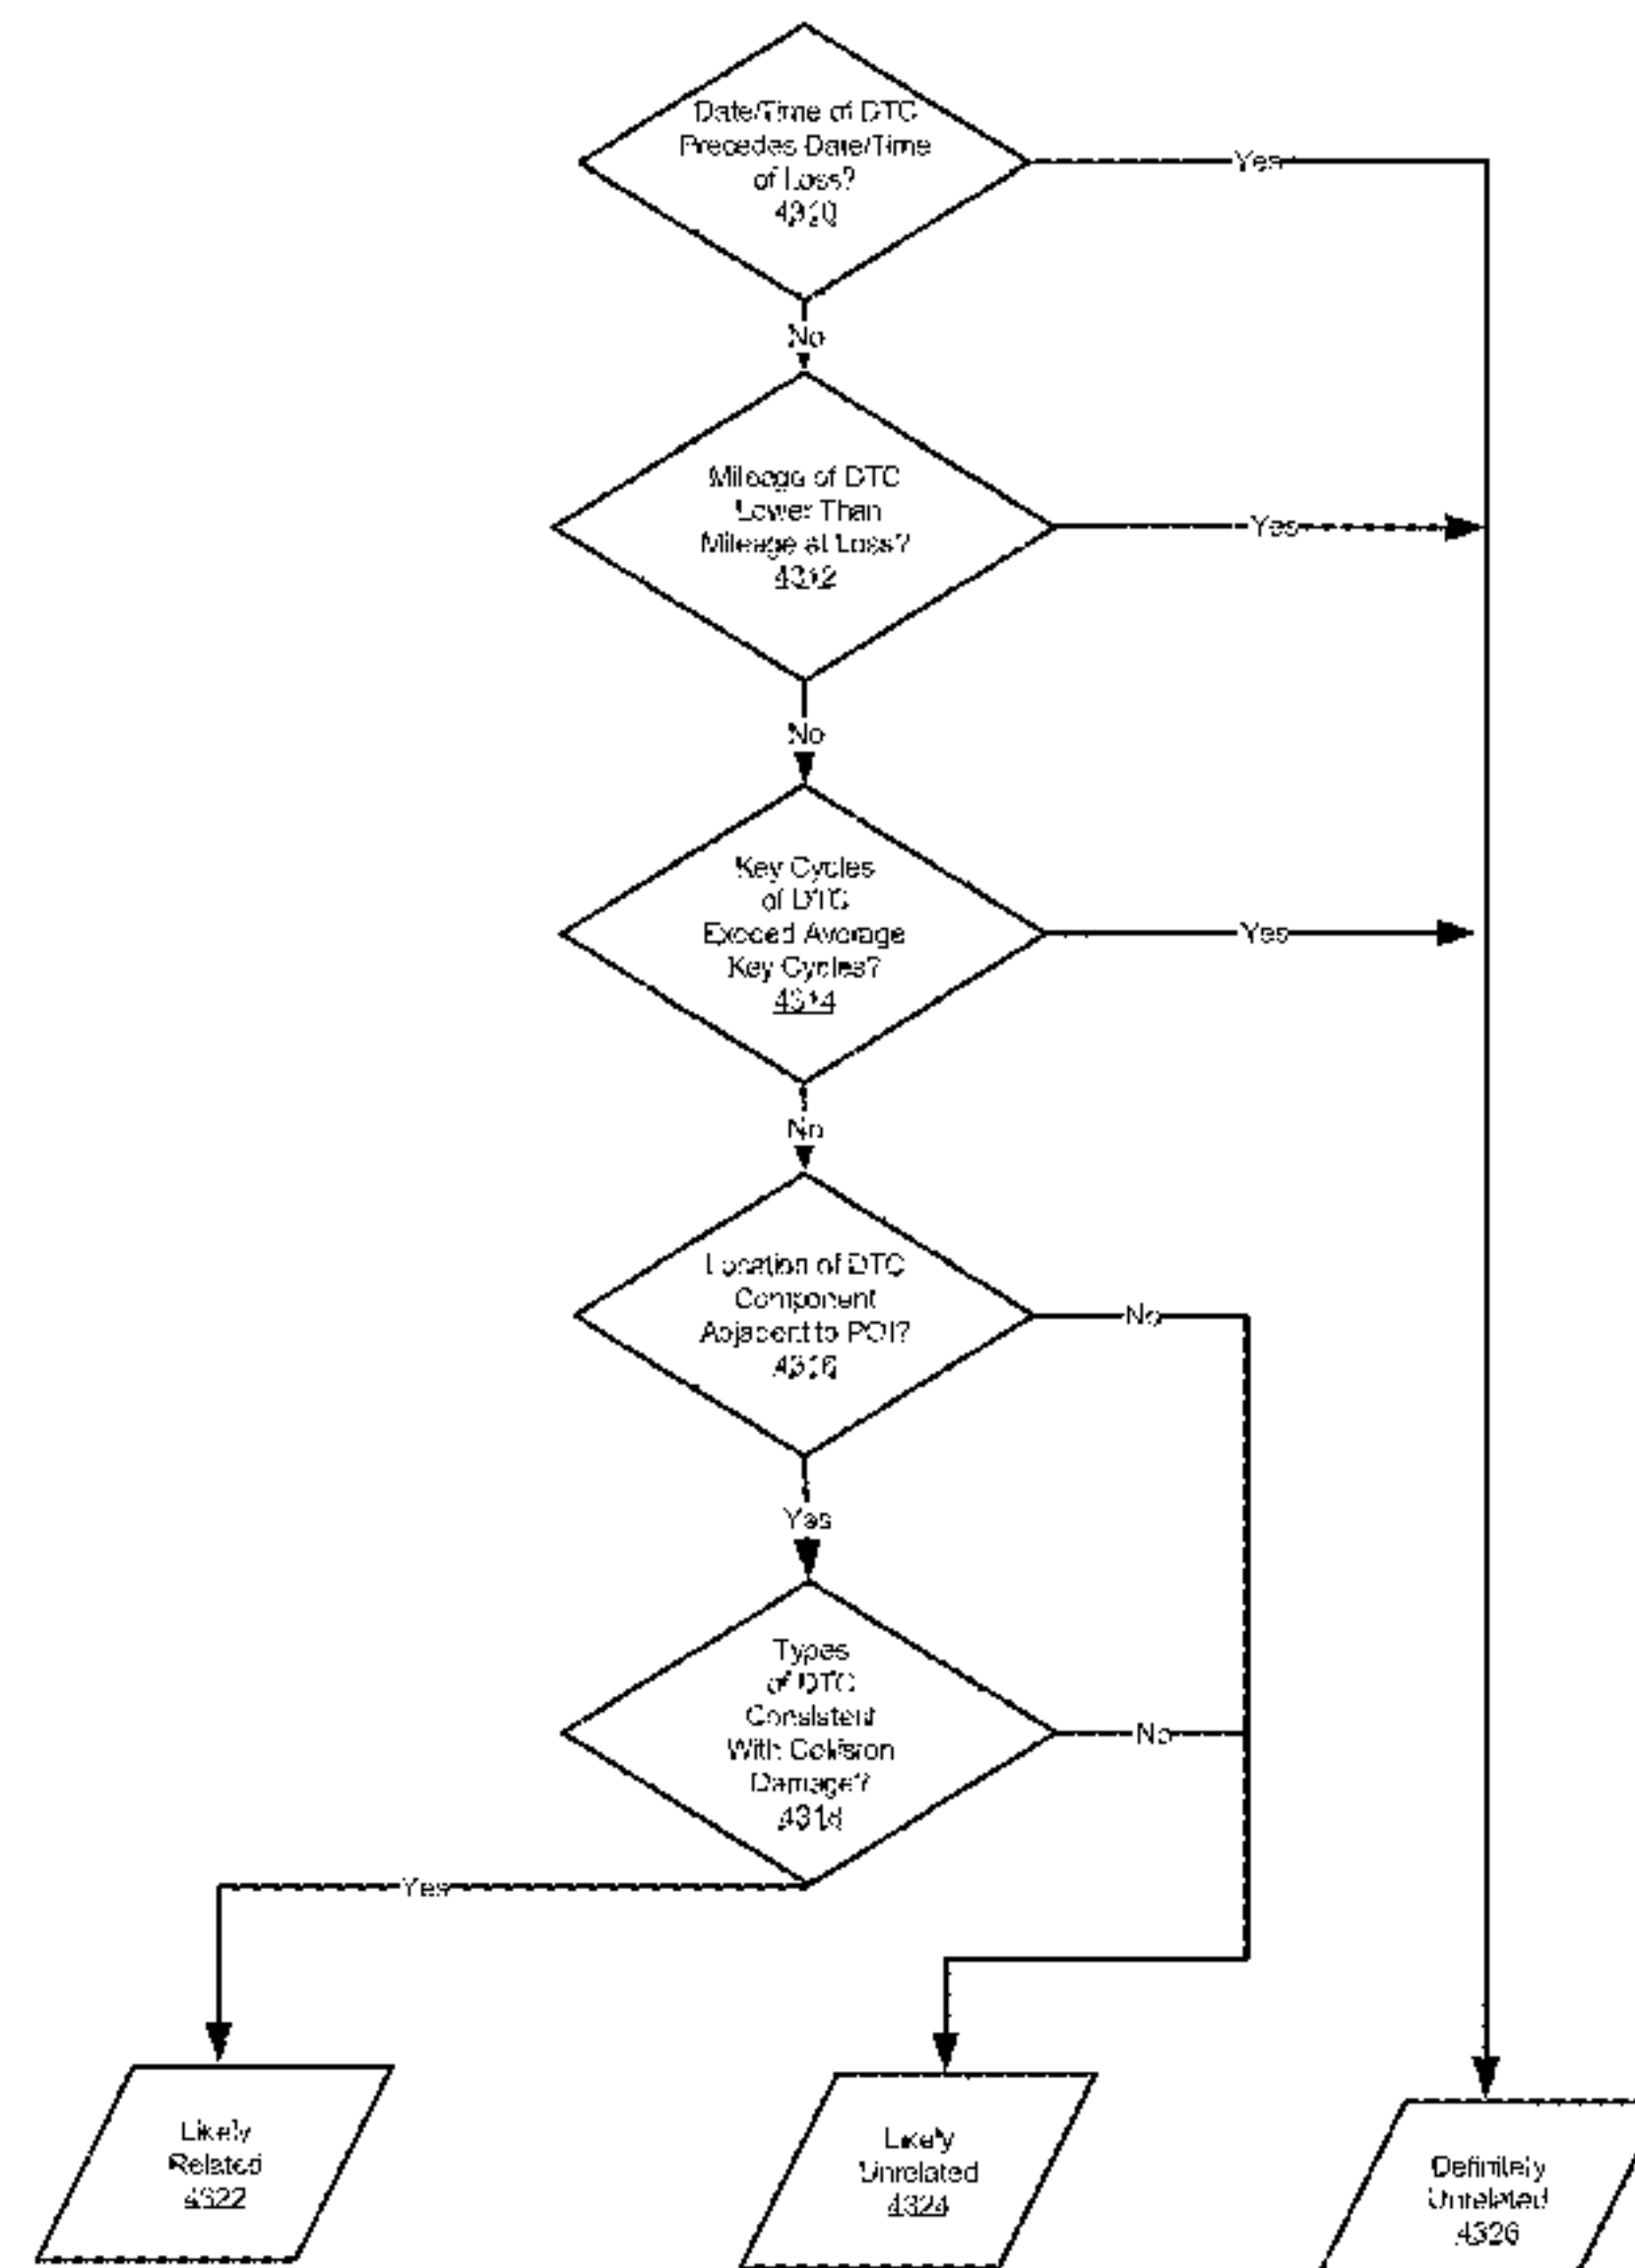 Date/Time of DTC
Precedes Date/Time
of Loss?
4310
Yes
No
Mileage of DTC
Lower Than
Mileage at Loss?
4312
Yes
No
Key Cycles
of DTC
Exceed Average
Key Cycles?
4314
Yes
No
Location of DTC
Component
Adjacent to POI?
4316
No
Yes
Types
of DTC
Consistent
With Collision
Damage?
4318
No
Yes
Likely
Related
4322
Likely
Unrelated
4324
Definitely
Unrelated
4326